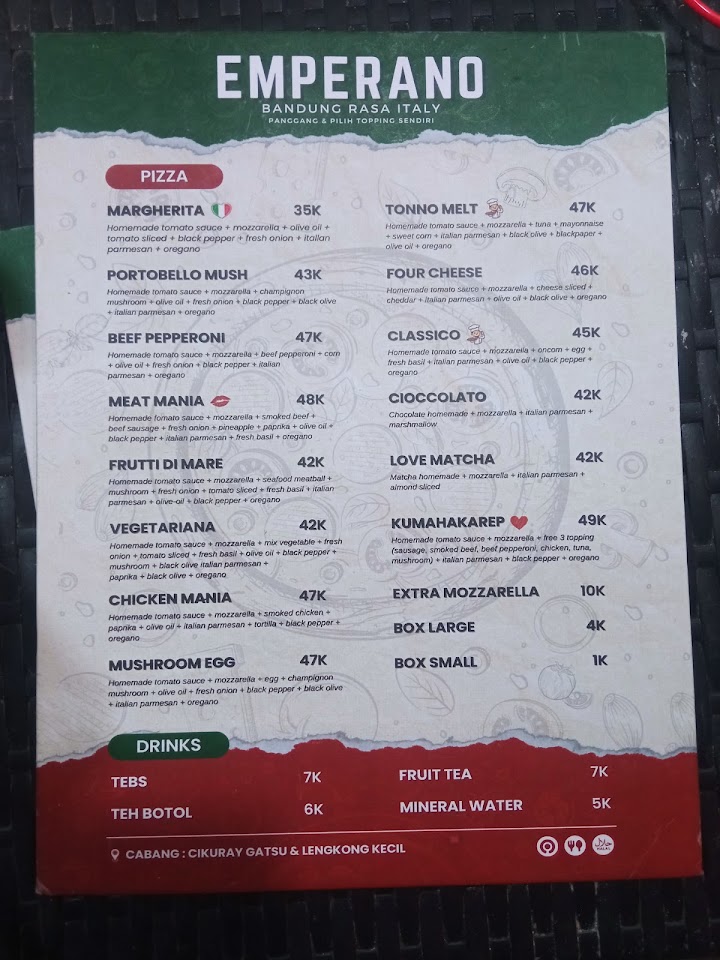 EMPERANO
BANDUNG RASA ITALY
PANGGANG & PILIH TOPPING SENDIRI
PIZZA
MARGHERITA 35K
Homemade tomato sauce + mozzarella + olive oil +
tomato sliced + black pepper + fresh onion + italian
parmesan + oregano
PORTOBELLO MUSH 43K
Homemade tomato sauce + mozzarella + champignon
mushroom + olive oil + fresh onion + black pepper + black olive
+ italian parmesan + oregano
BEEF PEPPERONI 47K
Homemade tomato sauce + mozzarella + beef pepperoni + corn
+ olive oil + fresh onion + black pepper + italian
parmesan + oregano
MEAT MANIA 48K
Homemade tomato sauce + mozzarella + smoked beef +
beef sausage + fresh onion + pineapple + paprika + olive oil +
black pepper + italian parmesan + fresh basil + oregano
FRUTTI DI MARE 42K
Homemade tomato sauce + mozzarella + seafood meatball +
mushroom + fresh onion + tomato sliced + fresh basil + italian
parmesan + olive-oil + black pepper + oregano
VEGETARIANA 42K
Homemade tomato sauce + mozzarella + mix vegetable + fresh
onion + tomato sliced + fresh basil + olive oil + black pepper +
mushroom + black olive italian parmesan +
paprika + black olive + oregano
CHICKEN MANIA 47K
Homemade tomato sauce + mozzarella + smoked chicken +
paprika + olive oil + italian parmesan + tortilla + black pepper +
oregano
MUSHROOM EGG 47K
Homemade tomato sauce + mozzarella + egg + champignon
mushroom + olive oil + fresh onion + black pepper + black olive
+ italian parmesan + oregano
TONNO MELT 47K
Homemade tomato sauce + mozzarella + tuna + mayonnaise
+ sweet corn + italian parmesan + black olive + blackpaper +
olive oil + oregano
FOUR CHEESE 46K
Homemade tomato sauce + mozzarella + cheese sliced +
cheddar + italian parmesan + olive oil + black olive + oregano
CLASSICO 45K
Homemade tomato sauce + mozzarella + oncom + egg +
fresh basil + italian parmesan + olive oil + black pepper +
oregano
CIOCCOLATO 42K
Chocolate homemade + mozzarella + italian parmesan +
marshmallow
LOVE MATCHA 42K
Matcha homemade + mozzarella + italian parmesan +
almond sliced
KUMAHAKAREP 49K
Homemade tomato sauce + mozzarella + free 3 topping
(sausage, smoked beef, beef pepperoni, chicken, tuna,
mushroom) + italian parmesan + black pepper + oregano
EXTRA MOZZARELLA 10K
BOX LARGE 4K
BOX SMALL 1K
DRINKS
TEBS 7K
TEH BOTOL 6K
FRUIT TEA 7K
MINERAL WATER 5K
CABANG : CIKURAY GATSU & LENGKONG KECIL
حلال
HALAL